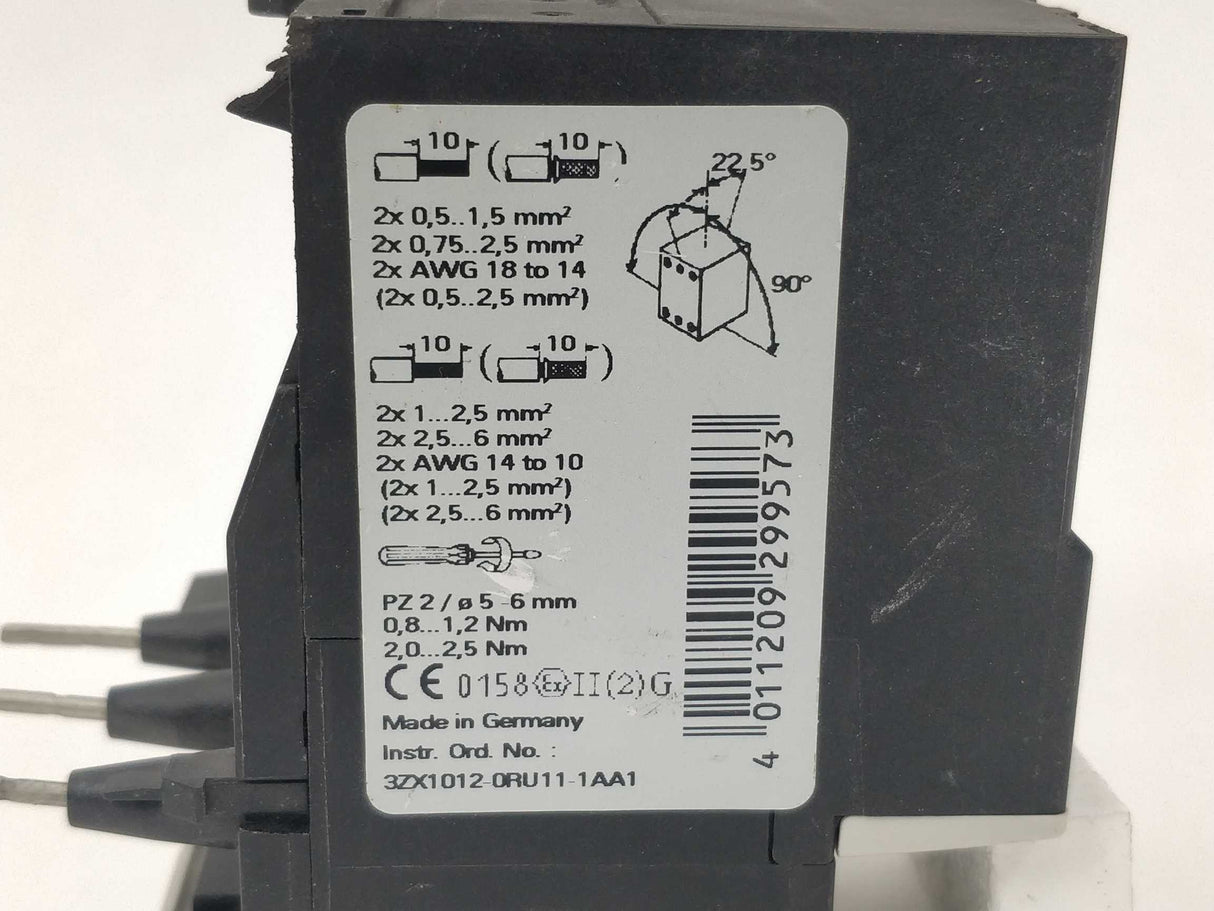 10 ( 10 )
2x 0,5..1,5 mm²
2x 0,75..2,5 mm²
2x AWG 18 to 14
(2x 0,5..2,5 mm²)
10 ( 10 )
2x 1...2,5 mm²
2x 2,5...6 mm²
2x AWG 14 to 10
(2x 1...2,5 mm²)
(2x 2,5...6 mm²)
PZ 2 / ø 5-6 mm
0,8...1,2 Nm
2,0...2,5 Nm
CE 0158 Ex II(2)G
Made in Germany
Instr. Ord. No. :
3ZX1012-0RU11-1AA1
22,5°
90°
4 011209 299573